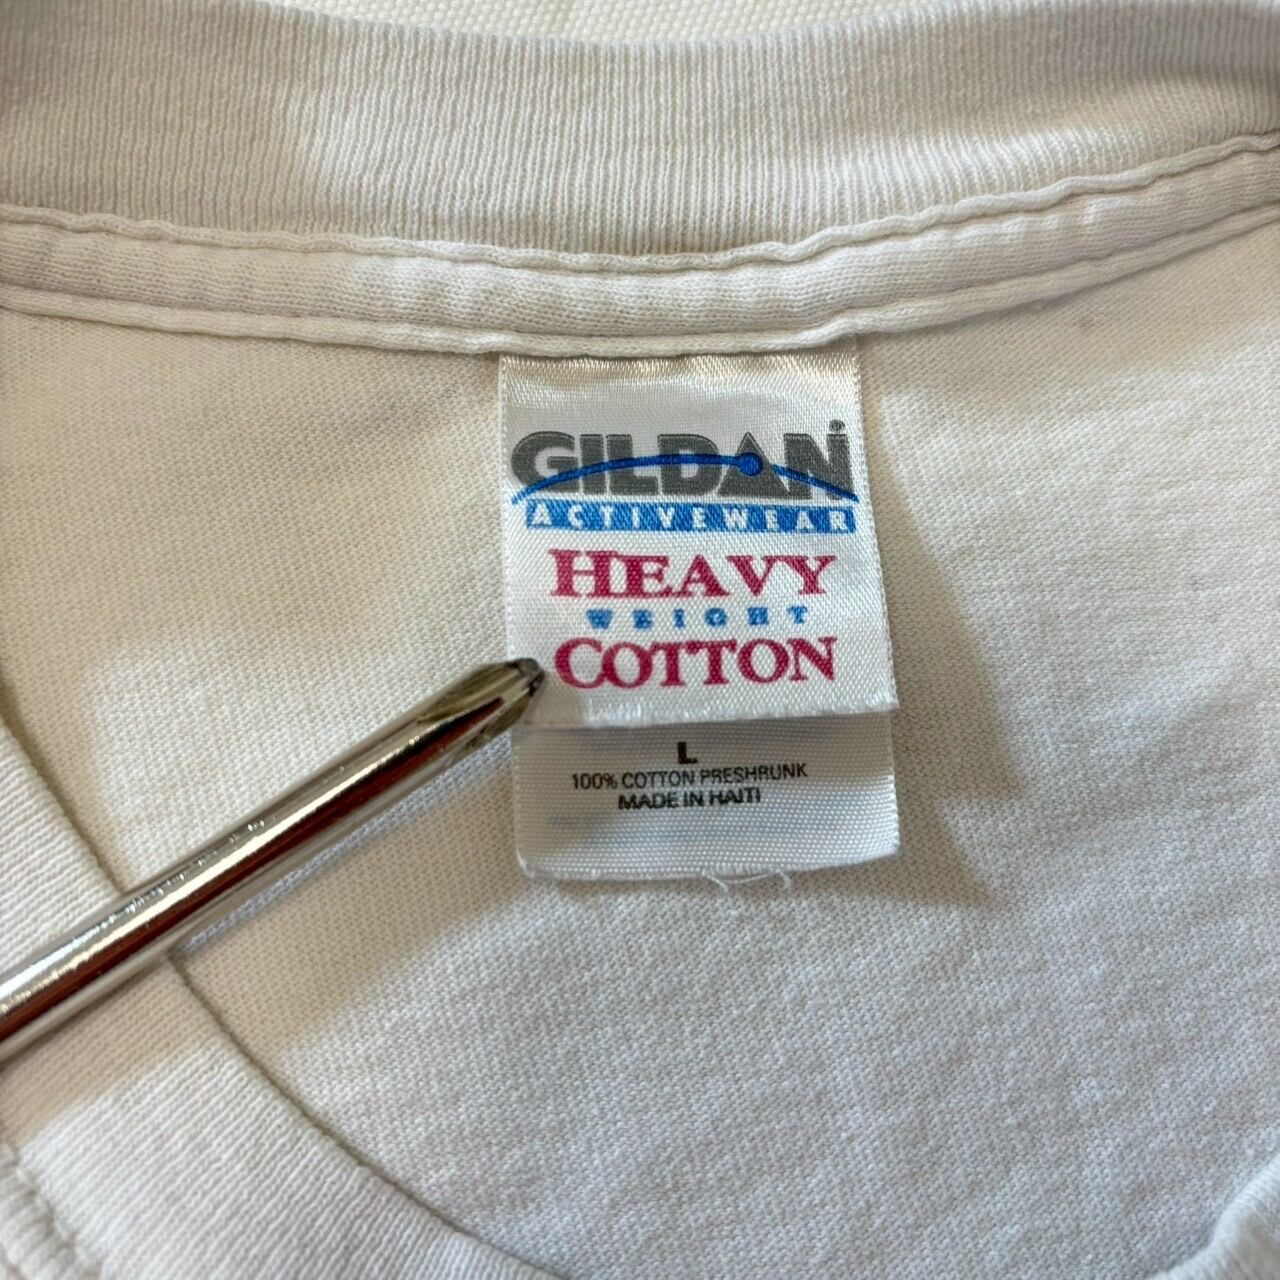 GILDAN
ACTIVEWEAR
HEAVY
WEIGHT
COTTON
L
100% COTTON PRESHRUNK
MADE IN HAITI